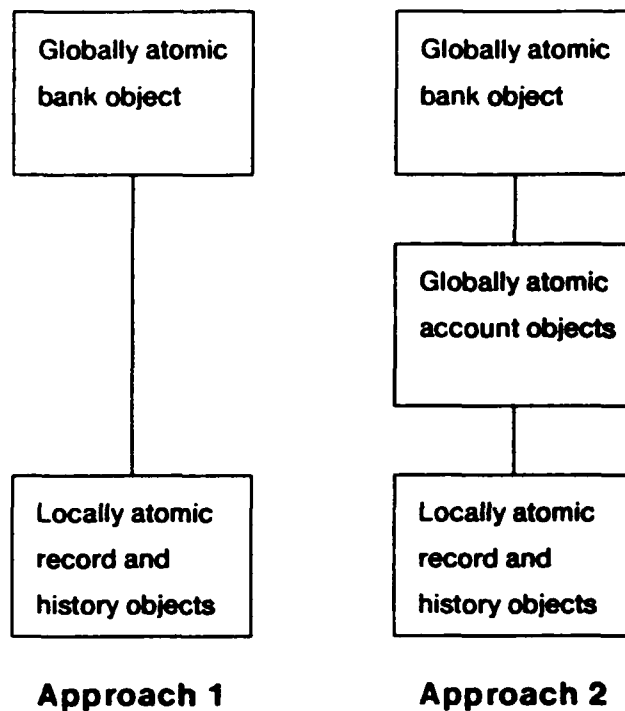 Globally atomic
bank object
Locally atomic
record and
history objects
Approach 1
Globally atomic
bank object
Globally atomic
account objects
Locally atomic
record and
history objects
Approach 2